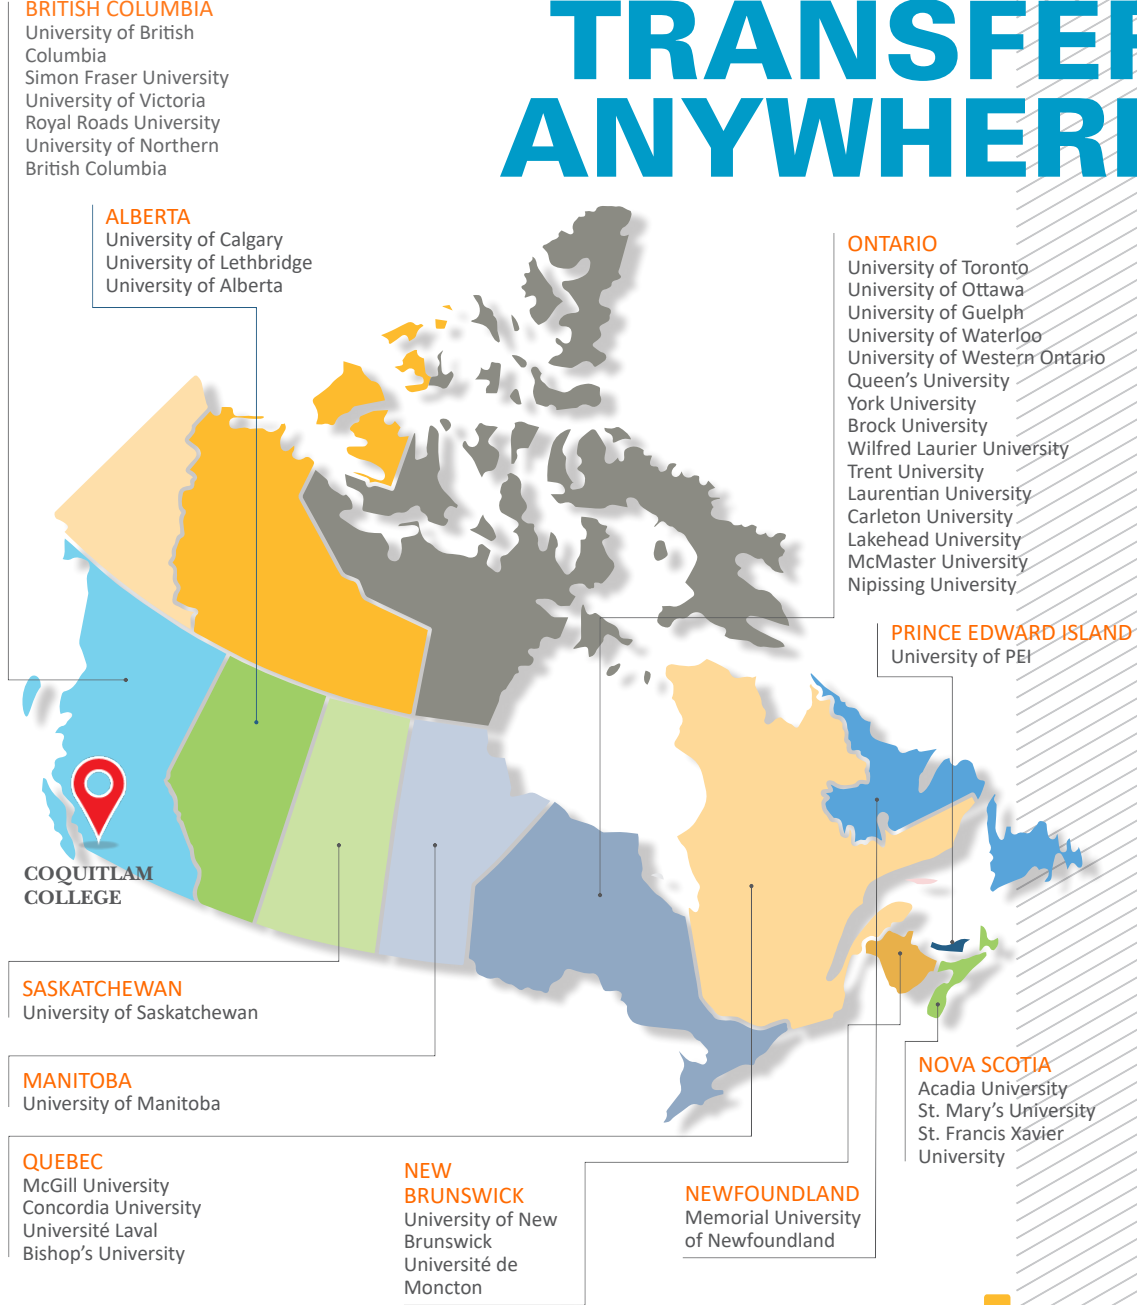 BRITISH COLUMBIA
University of British
Columbia
Simon Fraser University
University of Victoria
Royal Roads University
University of Northern
British Columbia
TRANSFER
ANYWHERE
ALBERTA
University of Calgary
University of Lethbridge
University of Alberta
ONTARIO
University of Toronto
University of Ottawa
University of Guelph
University of Waterloo
University of Western Ontario
Queen’s University
York University
Brock University
Wilfred Laurier University
Trent University
Laurentian University
Carleton University
Lakehead University
McMaster University
Nipissing University
PRINCE EDWARD ISLAND
University of PEI
COQUITLAM
COLLEGE
SASKATCHEWAN
University of Saskatchewan
MANITOBA
University of Manitoba
QUEBEC
McGill University
Concordia University
Université Laval
Bishop’s University
NEW
BRUNSWICK
University of New
Brunswick
Université de
Moncton
NEWFOUNDLAND
Memorial University
of Newfoundland
NOVA SCOTIA
Acadia University
St. Mary’s University
St. Francis Xavier
University